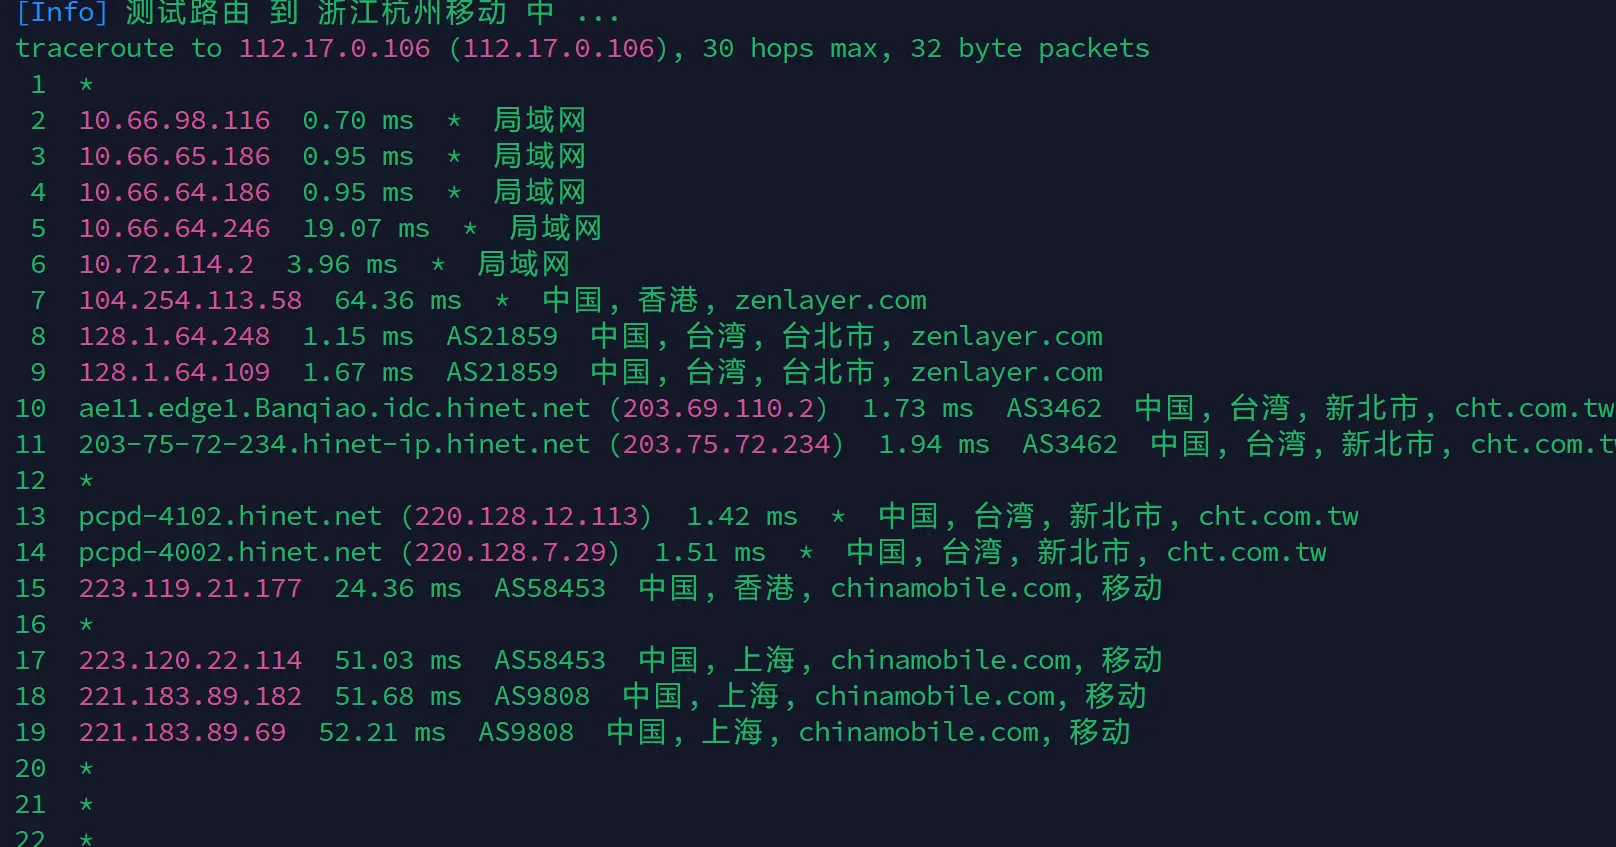 [Info] 测试路由 到 浙江杭州移动 中 ...
traceroute to 112.17.0.106 (112.17.0.106), 30 hops max, 32 byte packets
1 *
2 10.66.98.116 0.70 ms * 局域网
3 10.66.65.186 0.95 ms * 局域网
4 10.66.64.186 0.95 ms * 局域网
5 10.66.64.246 19.07 ms * 局域网
6 10.72.114.2 3.96 ms * 局域网
7 104.254.113.58 64.36 ms * 中国, 香港, zenlayer.com
8 128.1.64.248 1.15 ms AS21859 中国, 台湾, 台北市, zenlayer.com
9 128.1.64.109 1.67 ms AS21859 中国, 台湾, 台北市, zenlayer.com
10 ae11.edge1.Banqiao.idc.hinet.net (203.69.110.2) 1.73 ms AS3462 中国, 台湾, 新北市, cht.com.tw
11 203-75-72-234.hinet-ip.hinet.net (203.75.72.234) 1.94 ms AS3462 中国, 台湾, 新北市, cht.com.t
12 *
13 pcpd-4102.hinet.net (220.128.12.113) 1.42 ms * 中国, 台湾, 新北市, cht.com.tw
14 pcpd-4002.hinet.net (220.128.7.29) 1.51 ms * 中国, 台湾, 新北市, cht.com.tw
15 223.119.21.177 24.36 ms AS58453 中国, 香港, chinamobile.com, 移动
16 *
17 223.120.22.114 51.03 ms AS58453 中国, 上海, chinamobile.com, 移动
18 221.183.89.182 51.68 ms AS9808 中国, 上海, chinamobile.com, 移动
19 221.183.89.69 52.21 ms AS9808 中国, 上海, chinamobile.com, 移动
20 *
21 *
22 *